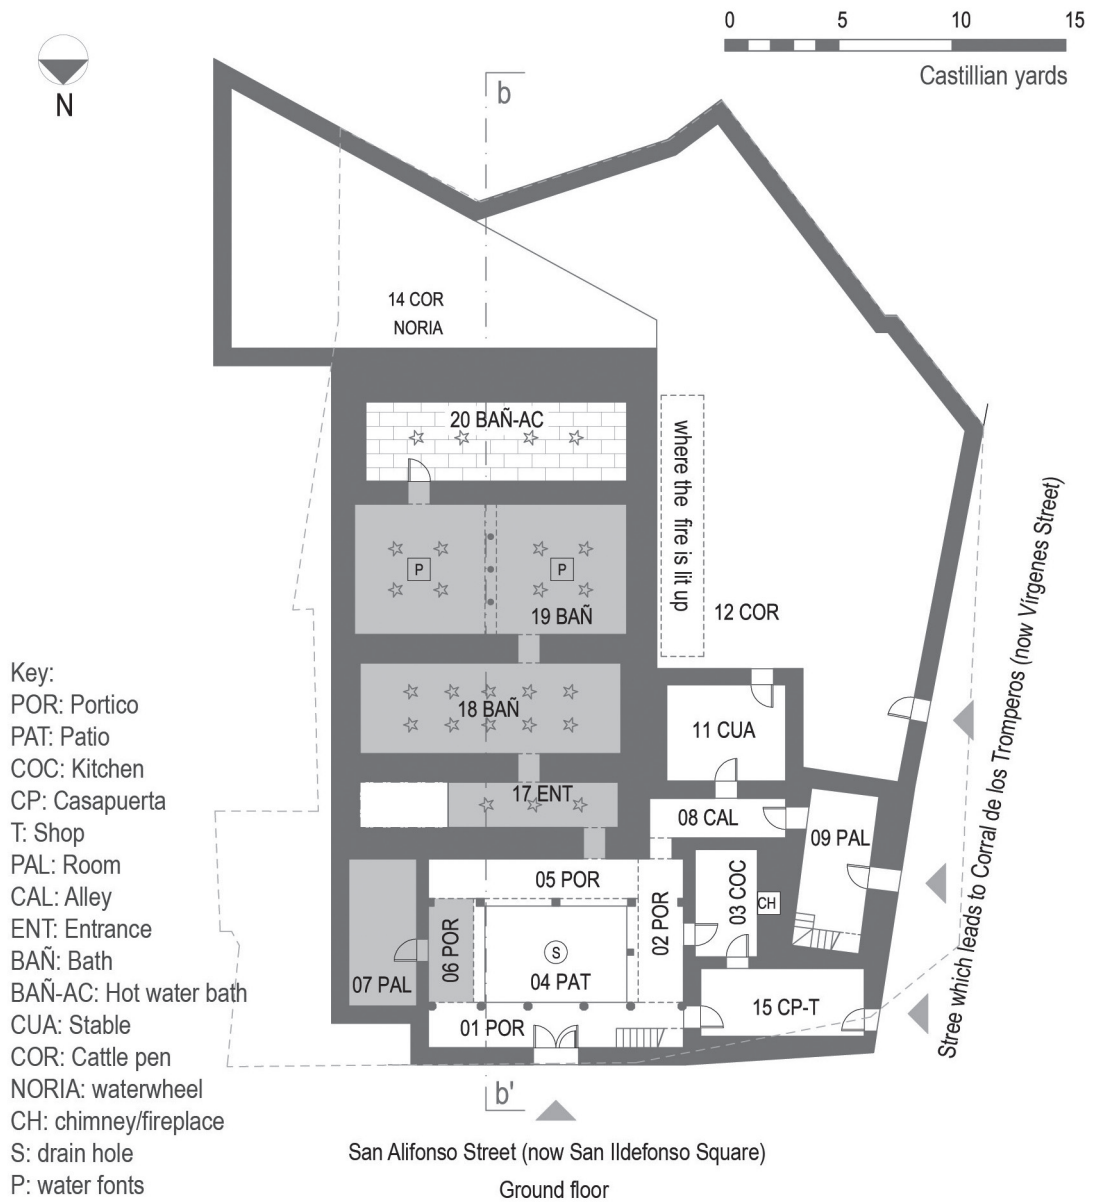 0 5 10 15
Castillian yards
N
b
14 COR
NORIA
20 BAÑ-AC
where the fire is lit up
P
P
19 BAÑ
12 COR
18 BAÑ
11 CUA
17 ENT
08 CAL
09 PAL
05 POR
03 COC
CH
02 POR
06 POR
S
04 PAT
07 PAL
15 CP-T
01 POR
b'
Stree which leads to Corral de los Tromperos (now Vírgenes Street)
Key:
POR: Portico
PAT: Patio
COC: Kitchen
CP: Casapuerta
T: Shop
PAL: Room
CAL: Alley
ENT: Entrance
BAÑ: Bath
BAÑ-AC: Hot water bath
CUA: Stable
COR: Cattle pen
NORIA: waterwheel
CH: chimney/fireplace
S: drain hole
P: water fonts
San Alifonso Street (now San Ildefonso Square)
Ground floor